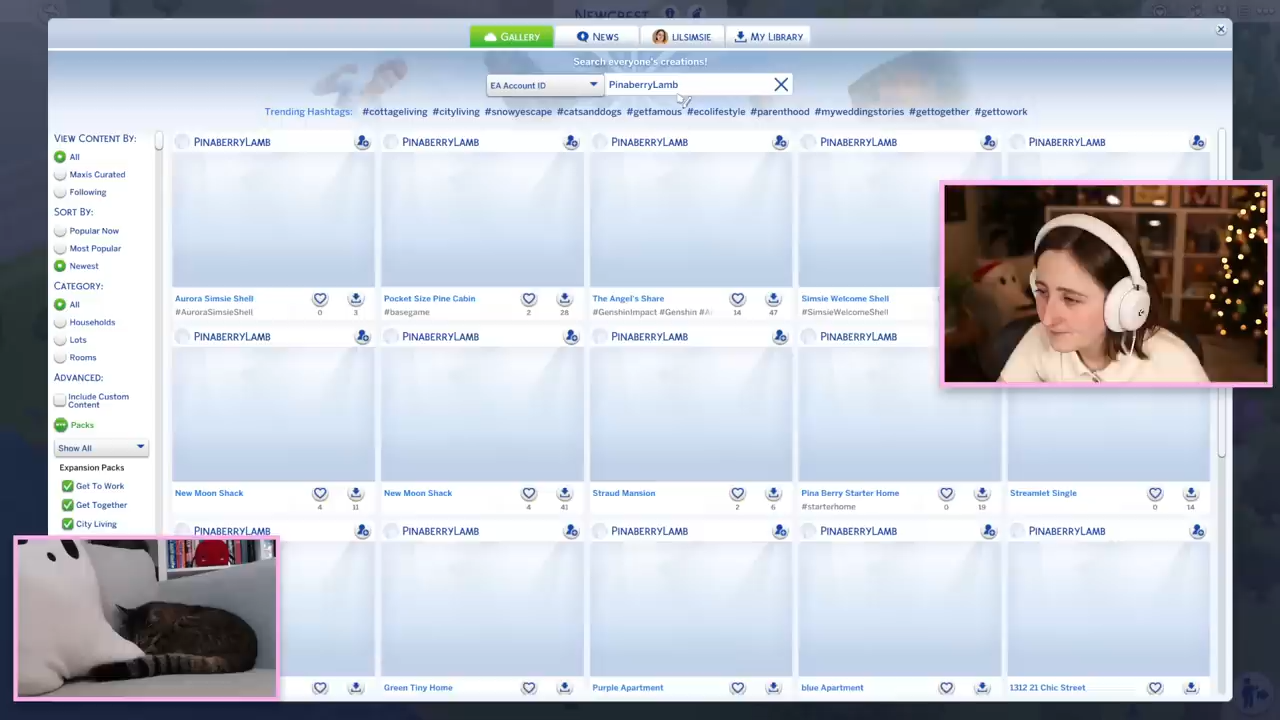 NEWCREST
GALLERY NEWS LILSIMSIE MY LIBRARY
Search everyone's creations!
EA Account ID PinaberryLamb
Trending Hashtags: #cottageliving #cityliving #snowyescape #catsanddogs #getfamous #ecolifestyle #parenthood #myweddingstories #gettogether #gettowork
VIEW CONTENT BY:
All
Maxis Curated
Following
SORT BY:
Popular Now
Most Popular
Newest
CATEGORY:
All
Households
Lots
Rooms
ADVANCED:
Include Custom
Content
Packs
Show All
Expansion Packs
Get To Work
Get Together
City Living
PINABERRYLAMB PINABERRYLAMB PINABERRYLAMB PINABERRYLAMB PINABERRYLAMB
Aurora Simsie Shell Pocket Size Pine Cabin The Angel's Share Simsie Welcome Shell
#AuroraSimsieShell 0 3 #basegame 2 28 #GenshinImpact #Genshin #A 14 47 #SimsieWelcomeShell
PINABERRYLAMB PINABERRYLAMB PINABERRYLAMB PINABERRYLAMB
New Moon Shack New Moon Shack Straud Mansion Pina Berry Starter Home Streamlet Single
4 11 4 41 2 6 #starterhome 0 19 0 14
PINABERRYLAMB PINABERRYLAMB PINABERRYLAMB PINABERRYLAMB PINABERRYLAMB
Green Tiny Home Purple Apartment blue Apartment 1312 21 Chic Street